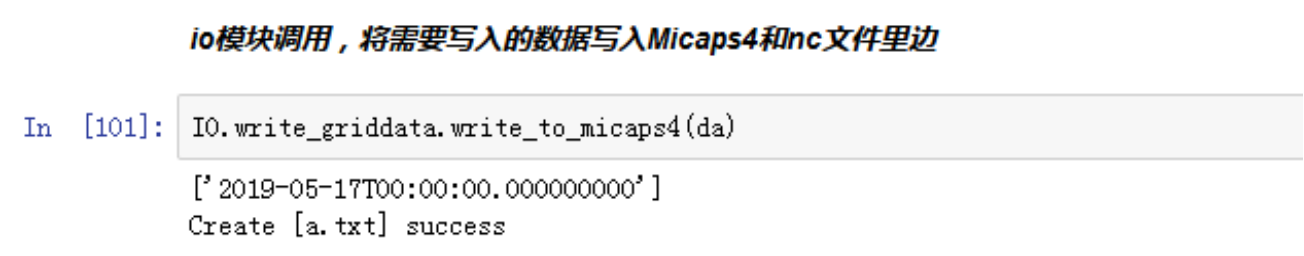 io模块调用，将需要写入的数据写入Micaps4和nc文件里边
In [101]: IO.write_griddata.write_to_micaps4(da)
['2019-05-17T00:00:00.000000000']
Create [a.txt] success